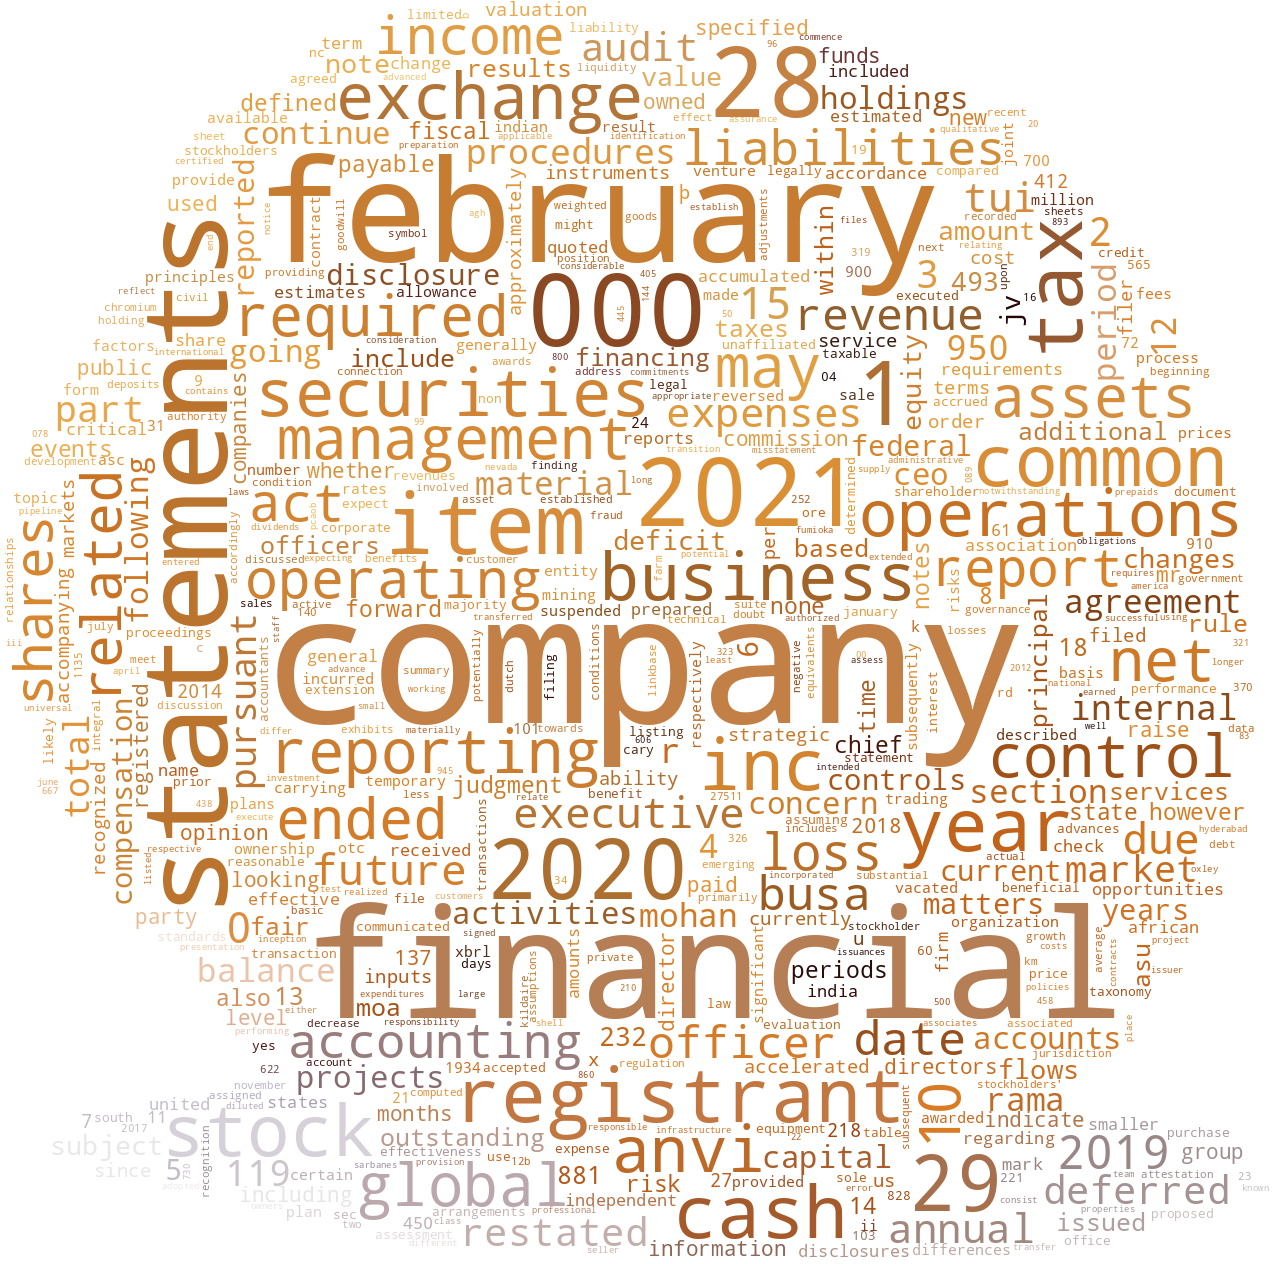 limited valuation
income
term audit specified commence
liability 96
nc note change results liquidity value funds
agreed advanced 28 included
defined exchange owned holdings
available continue fiscal indian effect assurance estimated new recent
sheet applicable result identification qualitative 20
stockholders preparation procedures liabilities joint
certified payable 19 compared 700
provide reported instruments venture legally accordance tui 412
used february million
notice contract goodwill agh symbol approximately weighted establish within files recorded sheets 893
might goods adjustments amount 2 tax
end quoted position 319 next relating credit
principles providing disclosure considerable accumulated 3 cost upon 565
reflect estimates allowance 405 made 15 900 executed 493 jv 16 period filer fees
chromium civil 000 445 144 50 revenue
holding share required consideration taxes service 950 72 12
factors international going generally unaffiliated taxable equity process
public include 800 financing may requirements beginning
form deposits 9 contains companies connection awards address commitments 04 1 terms assets
part authority securities non legal appropriate reversed sale accrued
critical 31 99 24 expenses order additional prices
078 events management reports commission federal
development asc number whether revenues nevada finding transition misstatement administrative common
topic laws condition rates involved material long determined supply ceo 089 notwithstanding prepaids document
pipeline act expect asset established 2021 252 shareholder
shares related following accompanying markets entered accordingly dividends pcaob item fraud ore fumioka operations
statements corporate deficit per 61 obligations
relationships discussed officers expecting benefits customer potential based extended association 910
operating entity farm business notes report changes
transferred mining technical risks requires mr government
iii july sales active majority suspended prepared suite doubt none january 8 america
140 forward authorized governance agreement successful using
proceedings staff company k losses rule
c pursuant general potentially conditions 323 6 18 filed 321
meet advance summary dutch filing least negative 00 2012 principal net longer
april 1135 accountants incurred working linkbase respectively equivalents assess rd basis national performance 370
2014 extension subsequently interest earned internal
universal discussion small 101 towards time well described raise data
integral registered differ exhibits materially listing strategic chief control 83
total reporting 606 cary r inc statement
likely name investment temporary 945 judgment ability intended controls section services
june prior carrying less relate benefit 27511 trading
667 compensation 438 plans ended executive concern state however
recognized execute assuming 2018 advances hyderabad
opinion otc received 326 includes year check due debt
respective ownership transactions 2020 4 loss actual
listed reasonable future emerging incorporated substantial current market oxley
looking test realized 34 customers paid primarily busa vacated beneficial opportunities
effective basic file activities mohan matters
party 0 fair communicated signed currently stockholder organization years
standards inception xbrl private u 60 growth african
presentation transaction financial issuances firm costs average project
balance 137 days director significant periods km asu contracts issuer
also 13 inputs kildaire assumptions amounts 210 india price policies
either expenditures large law 500 458 taxonomy
level moa shell
performing decrease responsibility 232 evaluation associates associated place
yes accounting officer date accounts
account 1934 accepted x regulation accelerated jurisdiction
622 projects 860 directors flows
november registrant stockholders'
assigned 21 computed rama
7 south 11 united diluted states months equipment 218 table subsequent 10 awarded indicate smaller
2017 stock outstanding responsible infrastructure 22 regarding purchase
subject effectiveness use 12b expense anvi capital 2019 group
since 5 730 recognition 119 certain sarbanes provision 881 mark team attestation
adopted global risk 27 provided sole us 29 221 23
including independent error 828 consist deferred known
owners plan sec arrangements professional cash 14 properties proposed
two 450 class ii issued
assessment restated 103 annual office
different seller information disclosures differences transfer